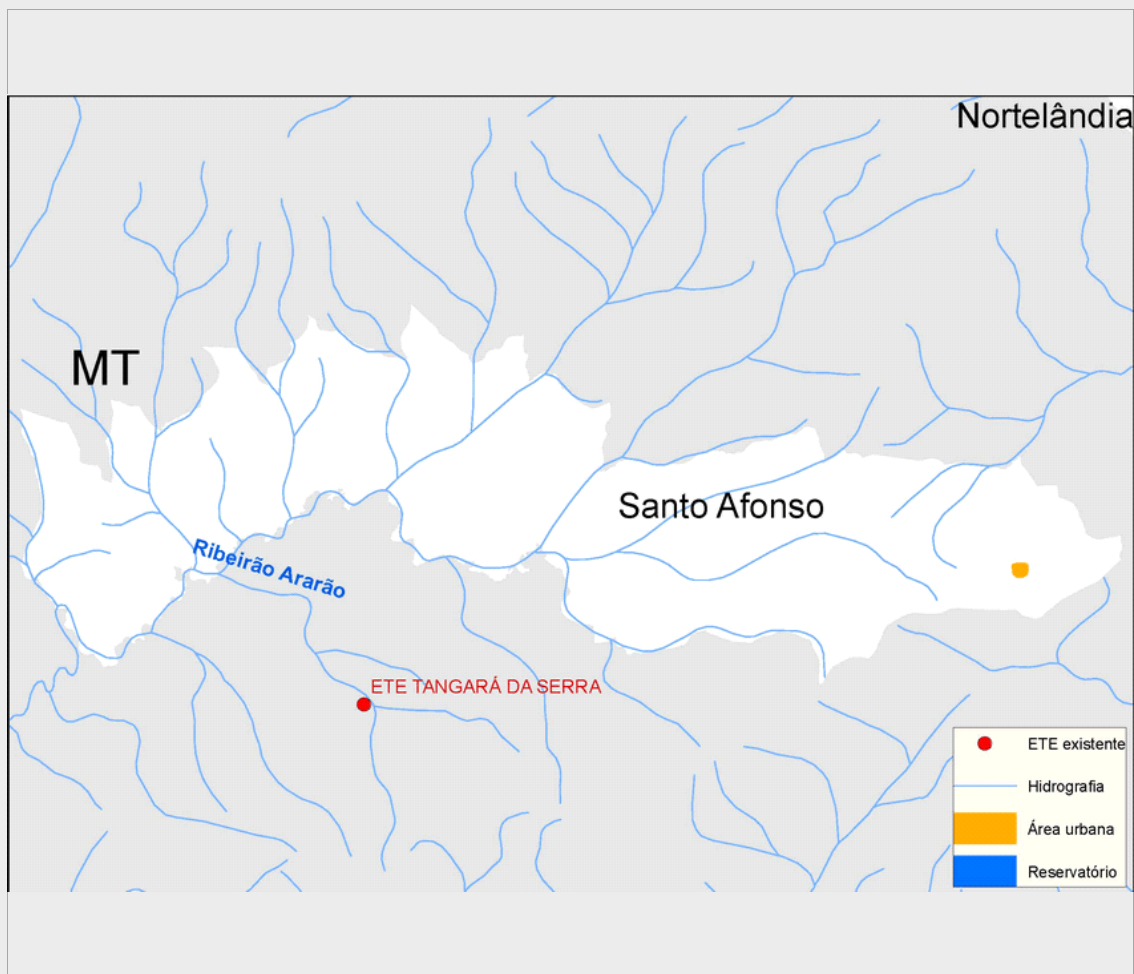 Nortelândia
MT
Santo Afonso
Ribeirão Ararão
ETE TANGARÁ DA SERRA
ETE existente
Hidrografia
Área urbana
Reservatório